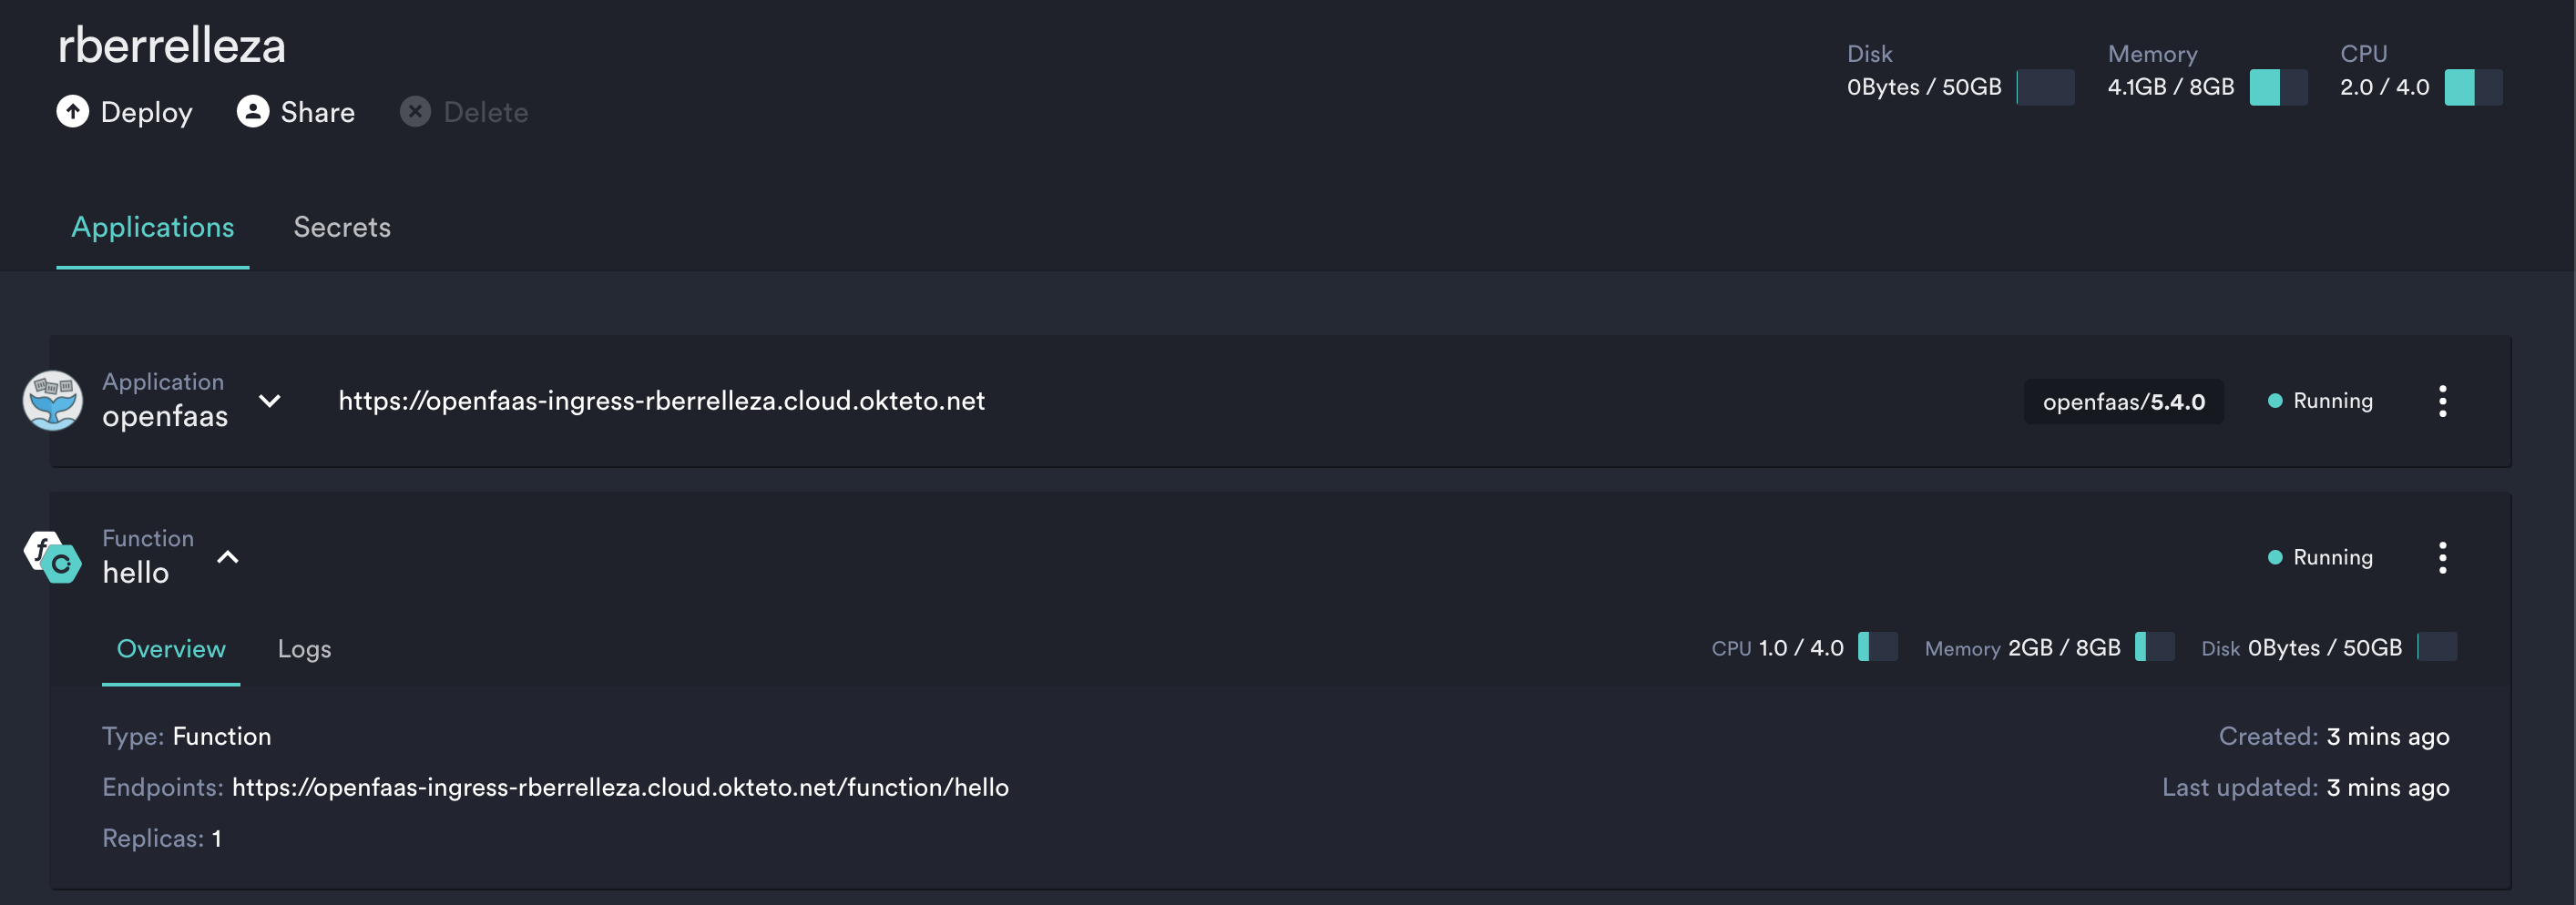 rberrelleza
Deploy Share Delete
Disk Memory CPU
0Bytes / 50GB 4.1GB / 8GB 2.0 / 4.0
Applications Secrets
Application
openfaas
https://openfaas-ingress-rberrelleza.cloud.okteto.net
openfaas/5.4.0 Running
f C
Function
hello
Running
Overview Logs
CPU 1.0 / 4.0 Memory 2GB / 8GB Disk 0Bytes / 50GB
Type: Function
Created: 3 mins ago
Endpoints: https://openfaas-ingress-rberrelleza.cloud.okteto.net/function/hello
Last updated: 3 mins ago
Replicas: 1